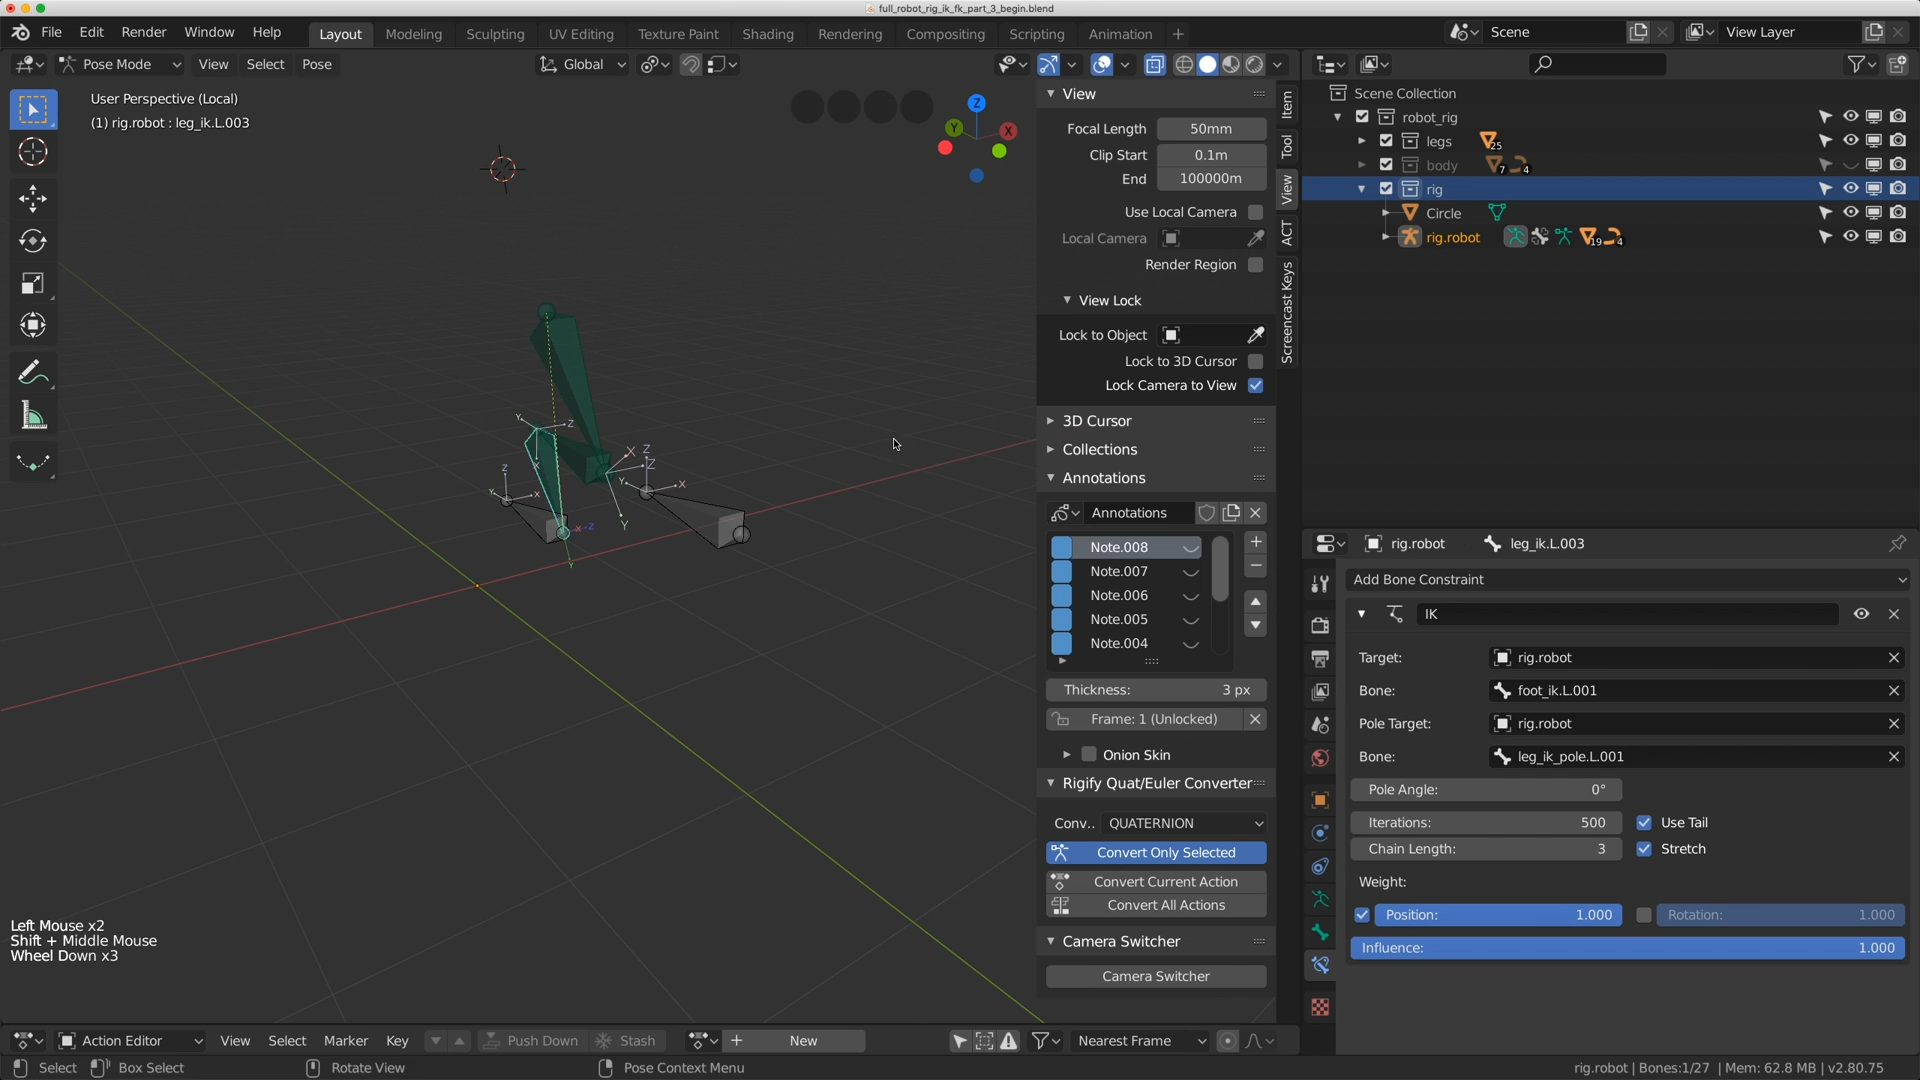 full_robot_rig_ik_fk_part_3_begin.blend
File Edit Render Window Help Layout Modeling Sculpting UV Editing Texture Paint Shading Rendering Compositing Scripting Animation + Scene View Layer
Pose Mode View Select Pose Global
User Perspective (Local)
(1) rig.robot : leg_ik.L.003
Z
Y
X
View
Focal Length 50mm
Clip Start 0.1m
End 100000m
Use Local Camera
Local Camera
Render Region
View Lock
Lock to Object
Lock to 3D Cursor
Lock Camera to View
3D Cursor
Collections
Annotations
Annotations
Note.008
Note.007
Note.006
Note.005
Note.004
Thickness: 3 px
Frame: 1 (Unlocked)
Onion Skin
Rigify Quat/Euler Converter
Conv.. QUATERNION
Convert Only Selected
Convert Current Action
Convert All Actions
Camera Switcher
Camera Switcher
Item
Tool
View
ACT
Screencast Keys
Scene Collection
robot_rig
legs 25
body 7 4
rig
Circle
rig.robot 19 4
rig.robot leg_ik.L.003
Add Bone Constraint
IK
Target: rig.robot
Bone: foot_ik.L.001
Pole Target: rig.robot
Bone: leg_ik_pole.L.001
Pole Angle: 0°
Iterations: 500 Use Tail
Chain Length: 3 Stretch
Weight:
Position: 1.000 Rotation: 1.000
Influence: 1.000
Left Mouse x2
Shift + Middle Mouse
Wheel Down x3
Action Editor View Select Marker Key Push Down Stash + New Nearest Frame
Select Box Select Rotate View Pose Context Menu rig.robot | Bones:1/27 | Mem: 62.8 MB | v2.80.75